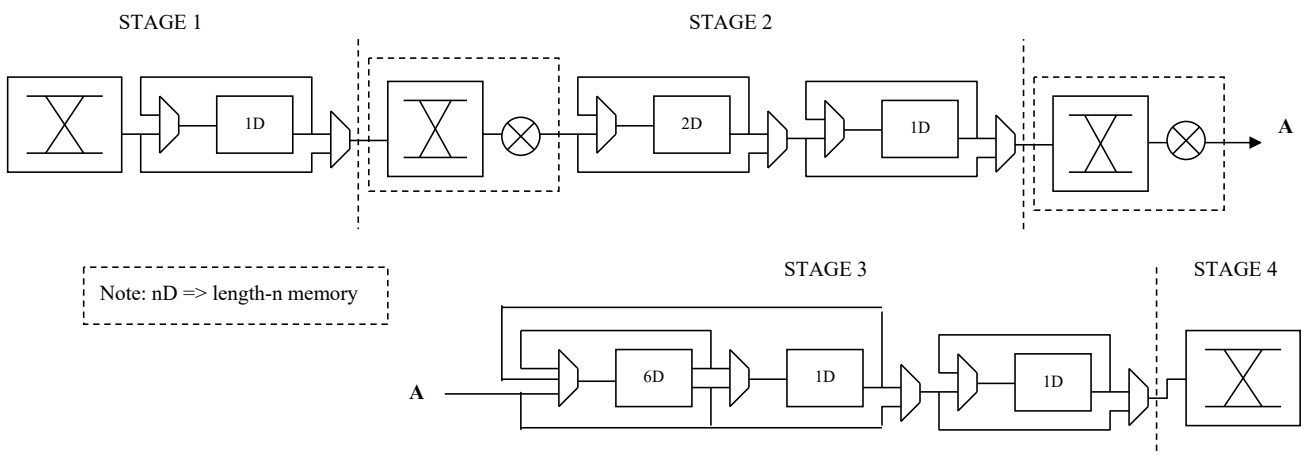 STAGE 1
STAGE 2
1D
2D
1D
A
STAGE 3
STAGE 4
Note: nD => length-n memory
A
6D
1D
1D